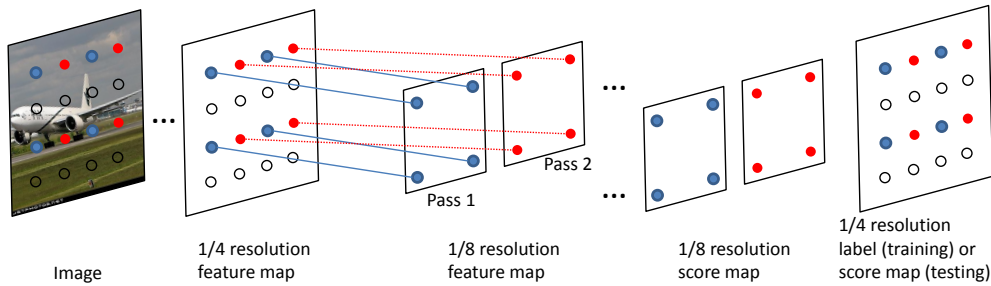 ...
...
...
Pass 1
Pass 2
Image
1/4 resolution
feature map
1/8 resolution
feature map
1/8 resolution
score map
1/4 resolution
label (training) or
score map (testing)